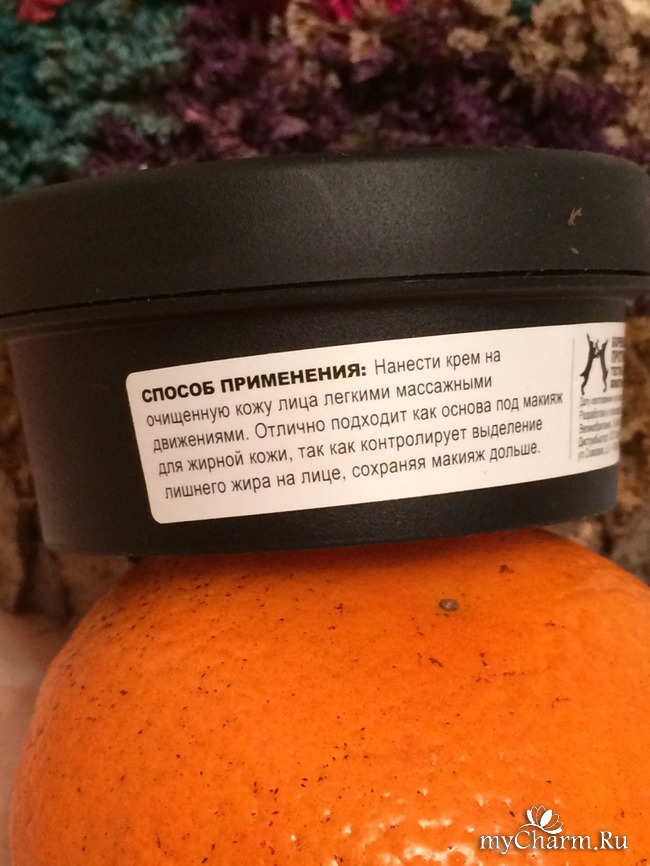 СПОСОБ ПРИМЕНЕНИЯ: Нанести крем на
очищенную кожу лица легкими массажными
движениями. Отлично подходит как основа под макияж
для жирной кожи, так как контролирует выделение
лишнего жира на лице, сохраняя макияж дольше.
myCharm.Ru